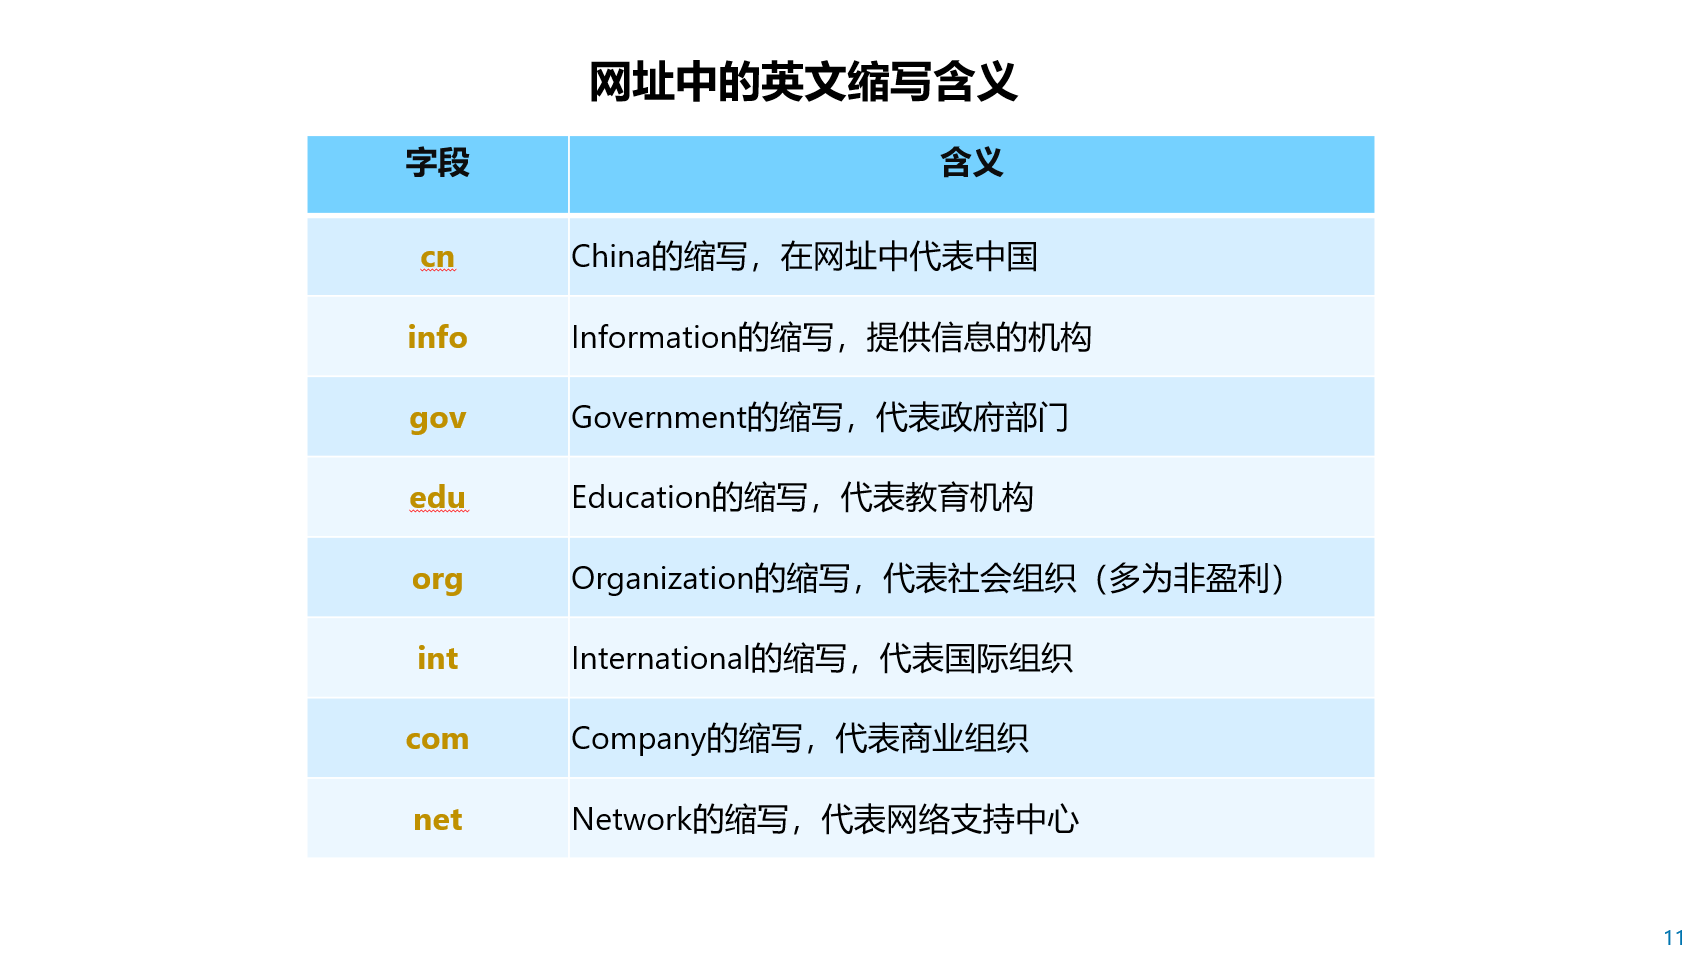 网址中的英文缩写含义
字段 含义
cn China的缩写，在网址中代表中国
info Information的缩写，提供信息的机构
gov Government的缩写，代表政府部门
edu Education的缩写，代表教育机构
org Organization的缩写，代表社会组织（多为非盈利）
int International的缩写，代表国际组织
com Company的缩写，代表商业组织
net Network的缩写，代表网络支持中心
11